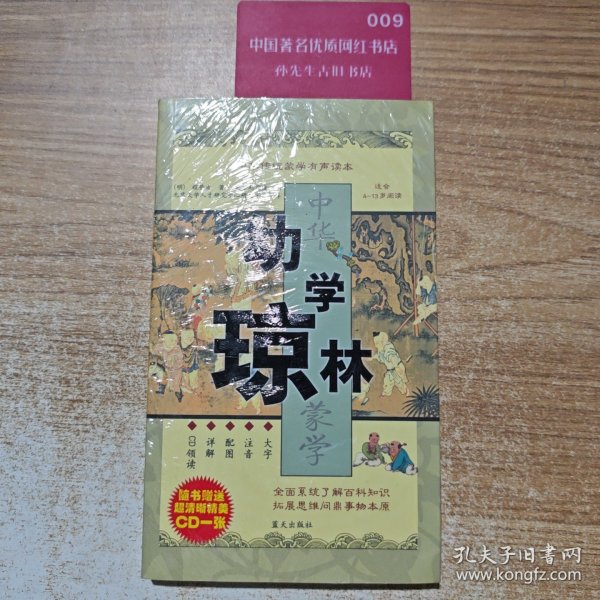 009
中国著名优质网红书店
孙先生古旧书店
传统蒙学有声读本
适合
4-13岁阅读
中华
幼学
琼林
蒙学
大字
注音
配图
详解
CD领读
随书赠送
超清晰精美
CD一张
全面系统了解百科知识
拓展思维问鼎事物本原
蓝天出版社
孔夫子旧书网
www.kongfz.com